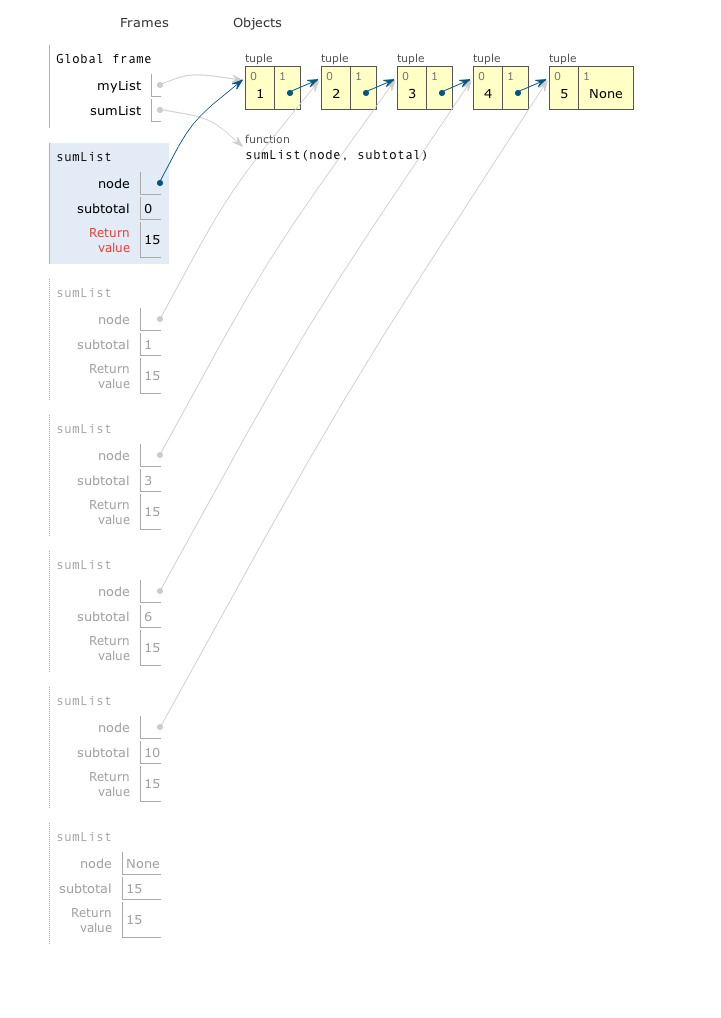 Frames Objects
Global frame
myList
sumList
tuple tuple tuple tuple tuple
0 1 0 1 0 1 0 1 0 1
1 2 3 4 5 None
function
sumList(node, subtotal)
sumList
node
subtotal 0
Return
value 15
sumList
node
subtotal 1
Return
value 15
sumList
node
subtotal 3
Return
value 15
sumList
node
subtotal 6
Return
value 15
sumList
node
subtotal 10
Return
value 15
sumList
node None
subtotal 15
Return
value 15